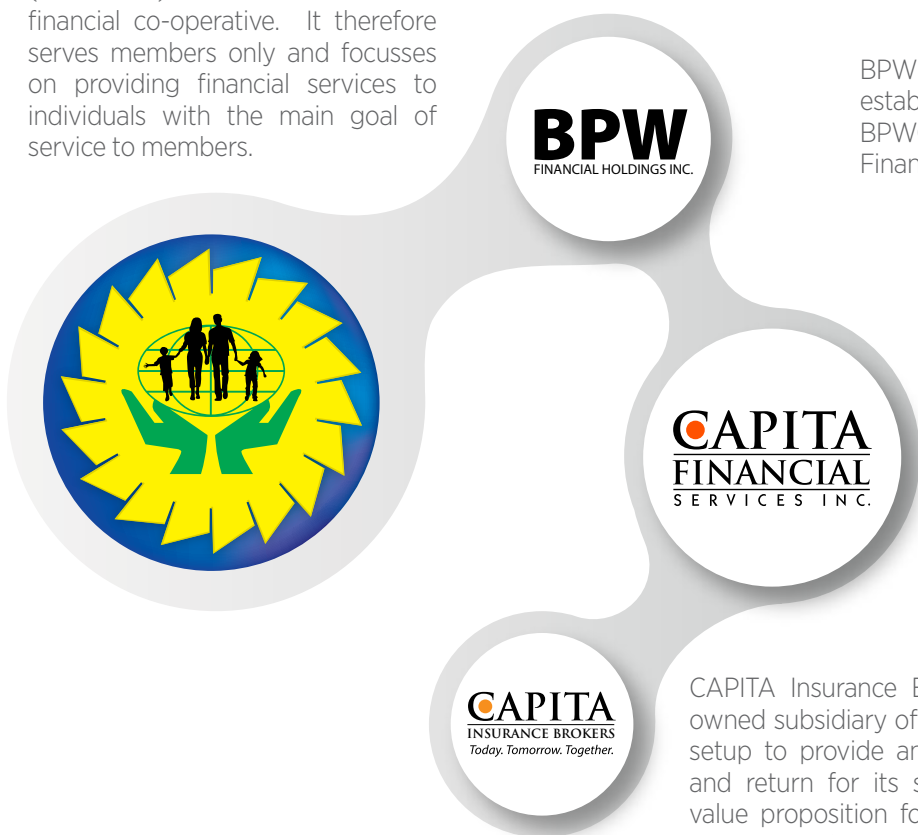 financial co-operative. It therefore
serves members only and focusses
on providing financial services to
individuals with the main goal of
service to members.
BPW
FINANCIAL HOLDINGS INC.
BPW
estab
BPW
Finan
CAPITA
FINANCIAL
SERVICES INC.
CAPITA
INSURANCE BROKERS
Today. Tomorrow. Together.
CAPITA Insurance
owned subsidiary of
setup to provide
and return for its
value proposition